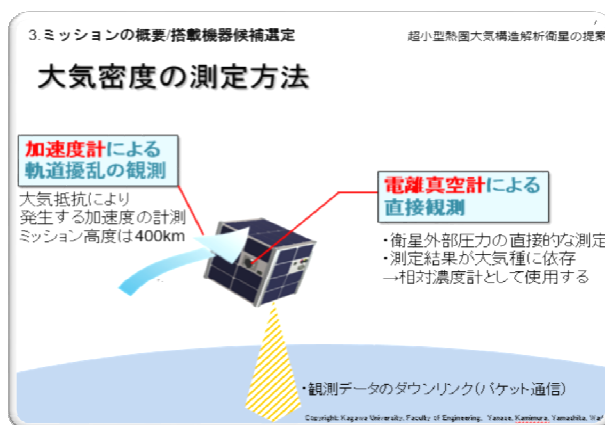 3.ミッションの概要/搭載機器候補選定
超小型熱圏大気構造解析衛星の提案
大気密度の測定方法
加速度計による
軌道擾乱の観測
大気抵抗により
発生する加速度の計測
ミッション高度は400km
電離真空計による
直接観測
・衛星外部圧力の直接的な測定
・測定結果が大気種に依存
→相対濃度計として使用する
・観測データのダウンリンク(パケット通信)
Copyright: Kagawa University, Faculty of Engineering, Yanase, Kamimura, Yamashita,